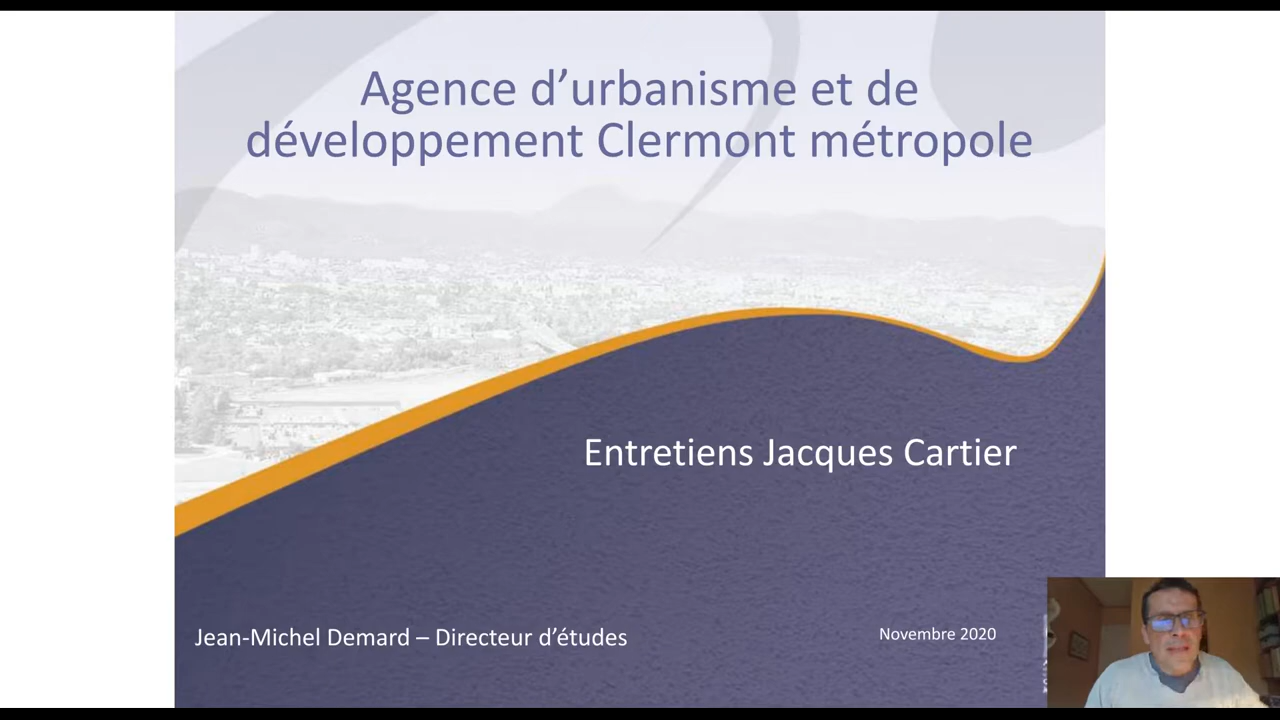 Agence d’urbanisme et de
développement Clermont métropole
Entretiens Jacques Cartier
Jean-Michel Demard – Directeur d’études
Novembre 2020